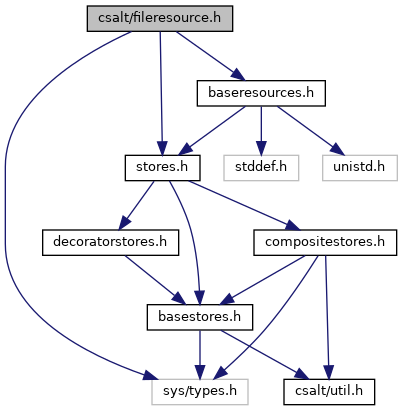 csalt/fileresource.h
baseresources.h
stores.h
stddef.h
unistd.h
decoratorstores.h
compositestores.h
basestores.h
sys/types.h
csalt/util.h